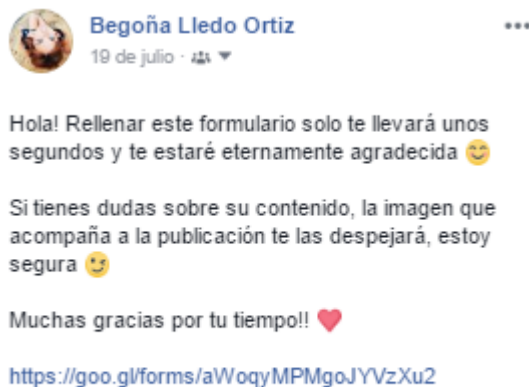 Begoña Lledo Ortiz
19 de julio ·
Hola! Rellenar este formulario solo te llevará unos
segundos y te estaré eternamente agradecida 😊
Si tienes dudas sobre su contenido, la imagen que
acompaña a la publicación te las despejará, estoy
segura 😉
Muchas gracias por tu tiempo!! ❤️
https://goo.gl/forms/aWoqyMPMgoJYVzXu2